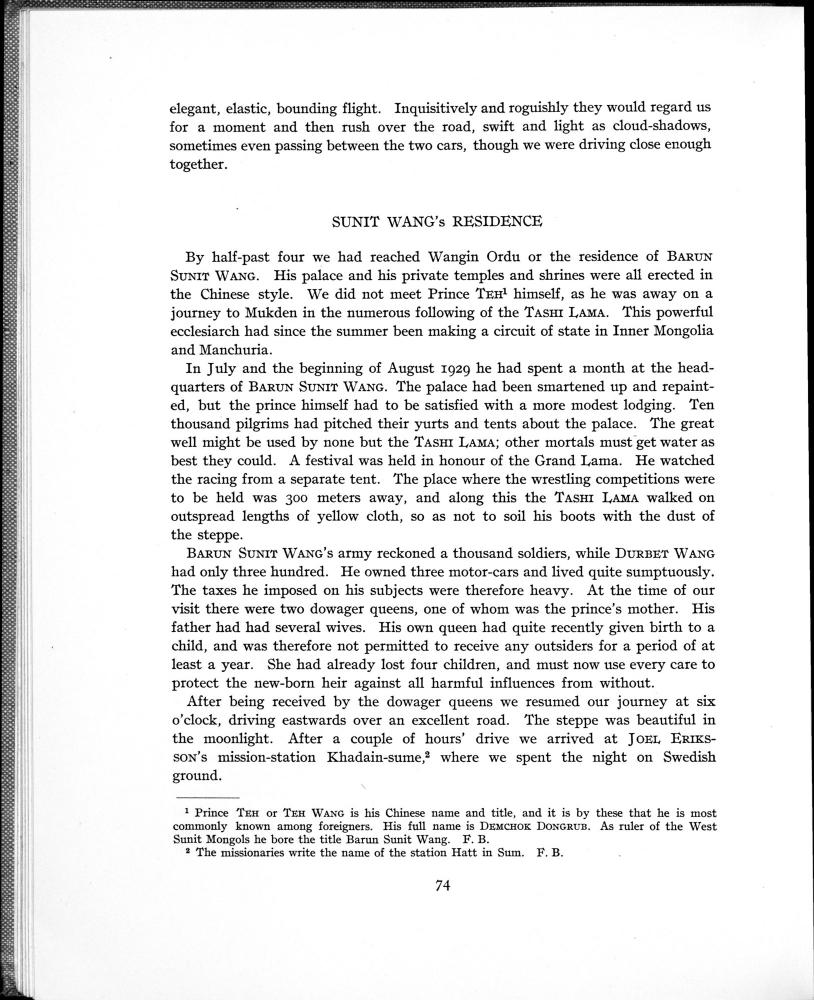 elegant, elastic, bounding flight. Inquisitively and roguishly they would regard us
for a moment and then rush over the road, swift and light as cloud-shadows,
sometimes even passing between the two cars, though we were driving close enough
together.
SUNIT WANG's RESIDENCE
By half-past four we had reached Wangin Ordu or the residence of BARUN
SUNIT WANG. His palace and his private temples and shrines were all erected in
the Chinese style. We did not meet Prince TEH¹ himself, as he was away on a
journey to Mukden in the numerous following of the TASHI LAMA. This powerful
ecclesiarch had since the summer been making a circuit of state in Inner Mongolia
and Manchuria.
In July and the beginning of August 1929 he had spent a month at the head-
quarters of BARUN SUNIT WANG. The palace had been smartened up and repaint-
ed, but the prince himself had to be satisfied with a more modest lodging. Ten
thousand pilgrims had pitched their yurts and tents about the palace. The great
well might be used by none but the TASHI LAMA; other mortals must get water as
best they could. A festival was held in honour of the Grand Lama. He watched
the racing from a separate tent. The place where the wrestling competitions were
to be held was 300 meters away, and along this the TASHI LAMA walked on
outspread lengths of yellow cloth, so as not to soil his boots with the dust of
the steppe.
BARUN SUNIT WANG's army reckoned a thousand soldiers, while DURBET WANG
had only three hundred. He owned three motor-cars and lived quite sumptuously.
The taxes he imposed on his subjects were therefore heavy. At the time of our
visit there were two dowager queens, one of whom was the prince's mother. His
father had had several wives. His own queen had quite recently given birth to a
child, and was therefore not permitted to receive any outsiders for a period of at
least a year. She had already lost four children, and must now use every care to
protect the new-born heir against all harmful influences from without.
After being received by the dowager queens we resumed our journey at six
o'clock, driving eastwards over an excellent road. The steppe was beautiful in
the moonlight. After a couple of hours' drive we arrived at JOEL ERIKS-
SON's mission-station Khadain-sume,² where we spent the night on Swedish
ground.
¹ Prince TEH or TEH WANG is his Chinese name and title, and it is by these that he is most
commonly known among foreigners. His full name is DEMCHOK DONGRUB. As ruler of the West
Sunit Mongols he bore the title Barun Sunit Wang. F. B.
² The missionaries write the name of the station Hatt in Sum. F. B.
74